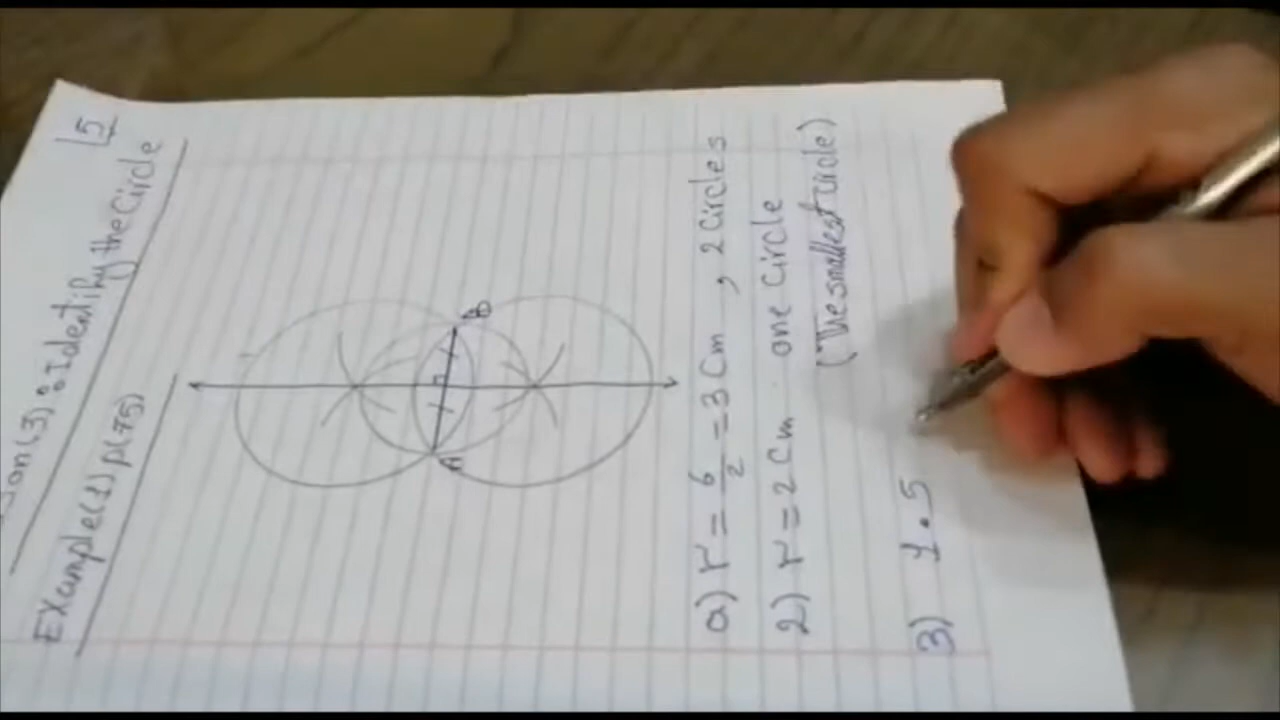 5
son(3): Identify the Circle
Example(1) p(75)
A
B
a) r = 6/2 = 3 Cm , 2 Circles
2) r = 2 Cm one Circle
(The smallest Circle)
3) 1.5